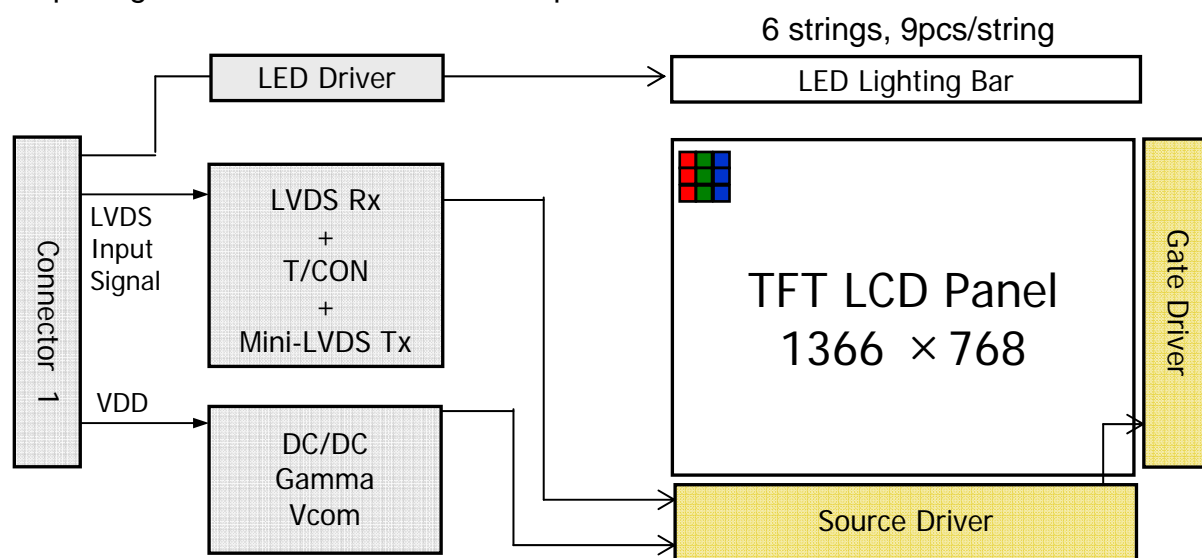 6 strings, 9pcs/string
LED Driver
LED Lighting Bar
Connector 1
LVDS
Input
Signal
LVDS Rx
+
T/CON
+
Mini-LVDS Tx
TFT LCD Panel
1366 × 768
Gate Driver
VDD
DC/DC
Gamma
Vcom
Source Driver